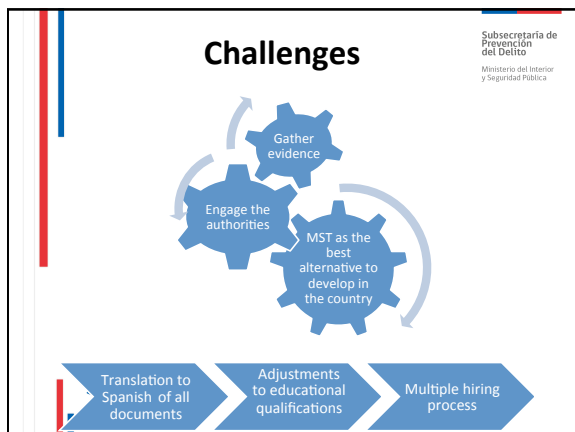 Challenges
Subsecretaría de
Prevención
del Delito
Ministerio del Interior
y Seguridad Pública
Gather
evidence
Engage the
authorities
MST as the
best
alternative to
develop in
the country
Translation to
Spanish of all
documents
Adjustments
to educational
qualifications
Multiple hiring
process